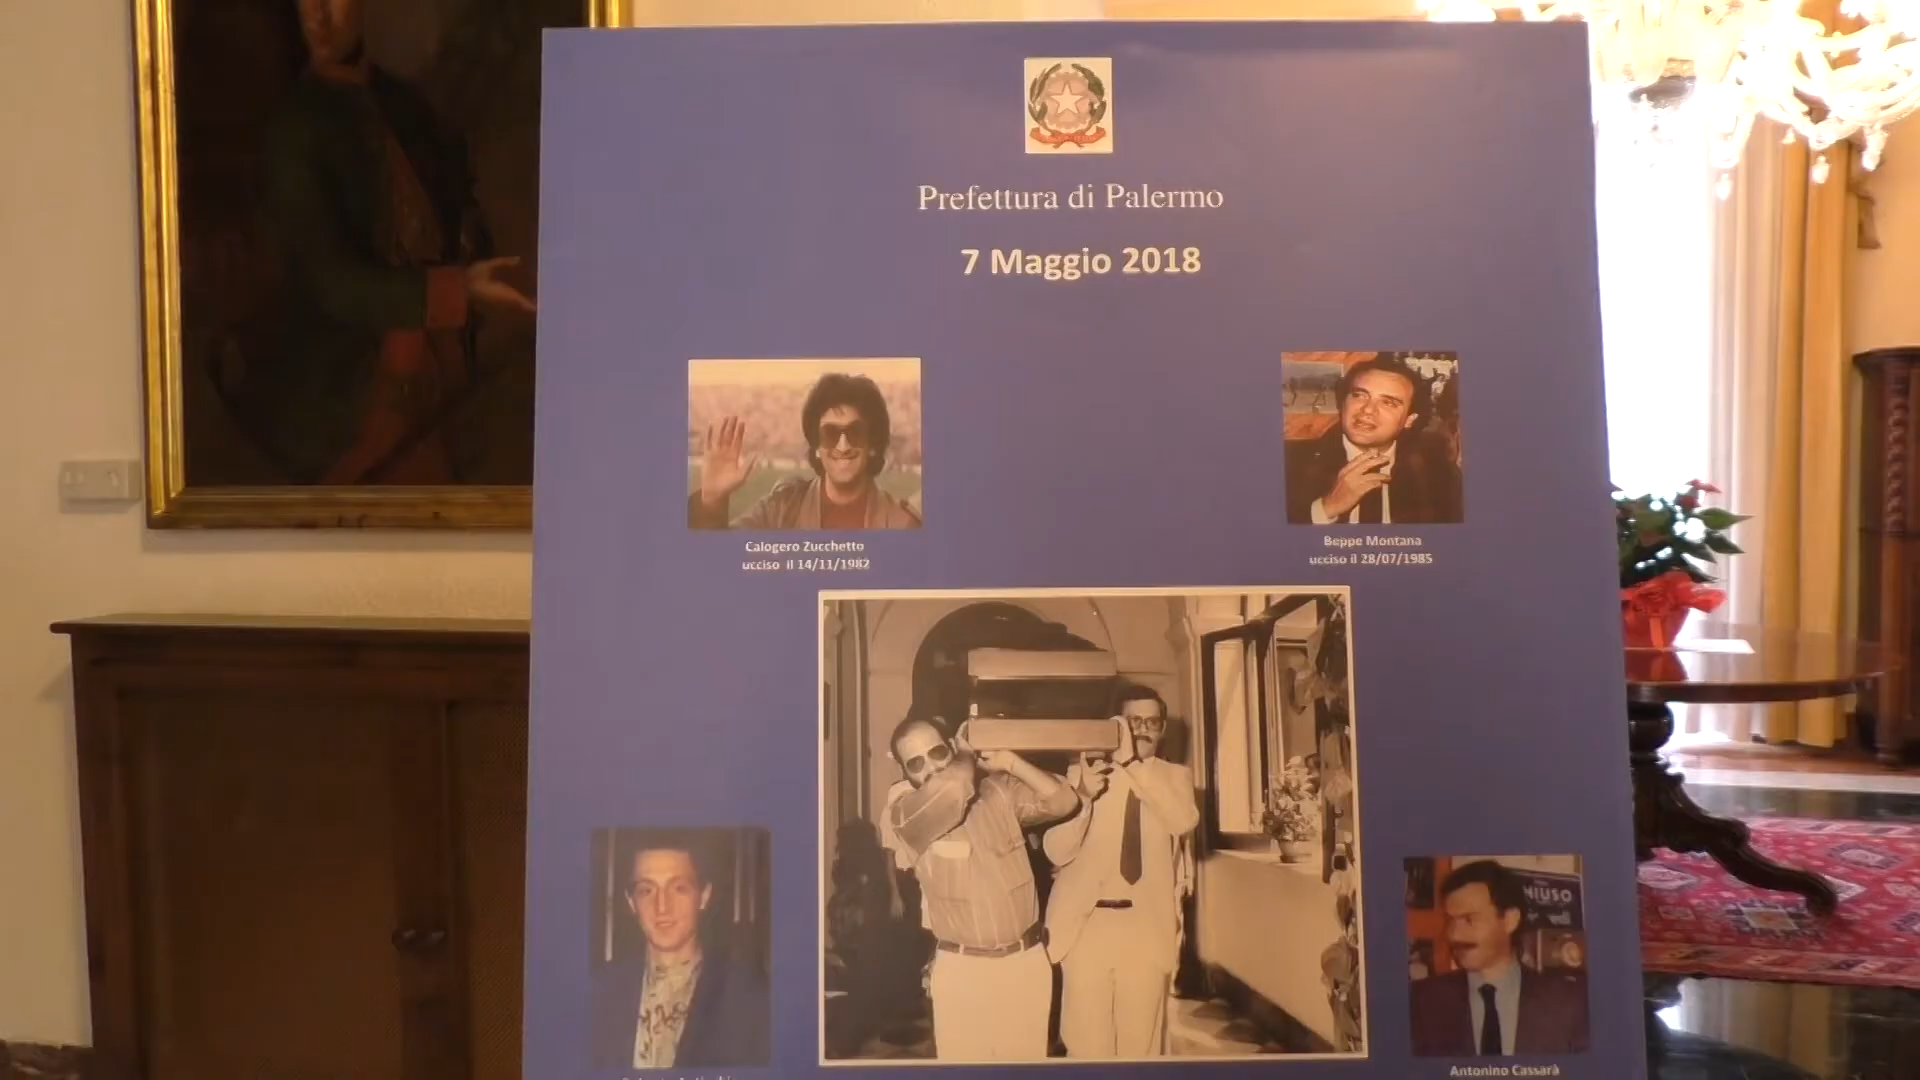 Prefettura di Palermo
7 Maggio 2018
Calogero Zucchetto
ucciso il 14/11/1982
Beppe Montana
ucciso il 28/07/1985
HIUSO
Antonino Cassarà